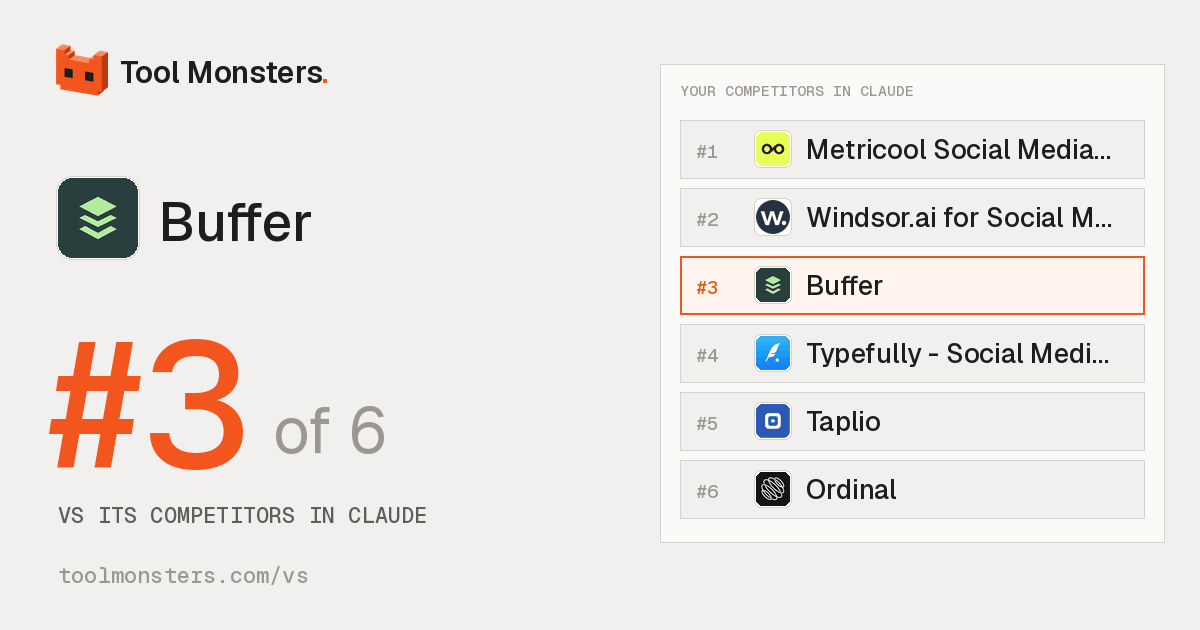 Tool Monsters.
Buffer
#3 of 6
VS ITS COMPETITORS IN CLAUDE
toolmonsters.com/vs
YOUR COMPETITORS IN CLAUDE
#1 Metricool Social Media...
#2 W. Windsor.ai for Social M...
#3 Buffer
#4 Typefully - Social Medi...
#5 Taplio
#6 Ordinal